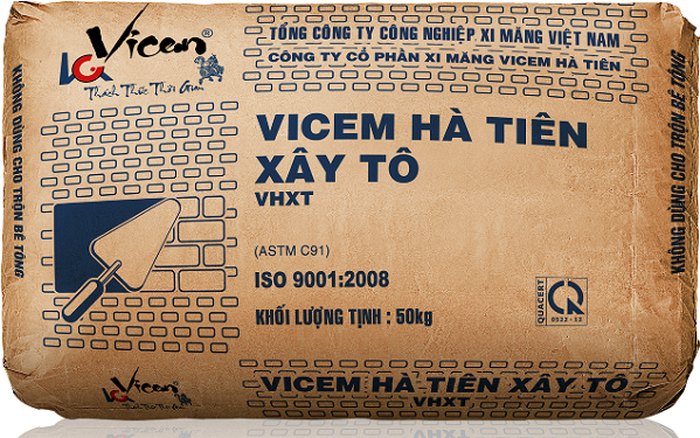 Vicem®
Thách Thức Thời Gian
TỔNG CÔNG TY CÔNG NGHIỆP XI MĂNG VIỆT NAM
CÔNG TY CỔ PHẦN XI MĂNG VICEM HÀ TIÊN
KHÔNG DÙNG CHO TRỘN BÊ TÔNG
VICEM HÀ TIÊN
XÂY TÔ
VHXT
(ASTM C91)
ISO 9001:2008
KHỐI LƯỢNG TỊNH : 50kg
QUACERT
0522-12
KHÔNG DÙNG CHO TRỘN BÊ TÔNG
Vicem
VICEM HÀ TIÊN XÂY TÔ
VHXT